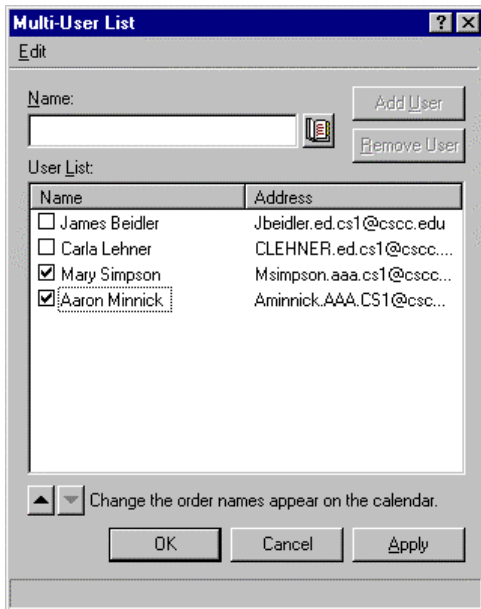 Multi-User List
Edit
Name:
Add User
Remove User
User List:
Name Address
James Beidler Jbeidler.ed.cs1@cscc.edu
Carla Lehner CLEHNER.ed.cs1@cscc....
Mary Simpson Msimpson.aaa.cs1@cscc...
Aaron Minnick Aminnick.AAA.CS1@csc...
Change the order names appear on the calendar.
OK Cancel Apply